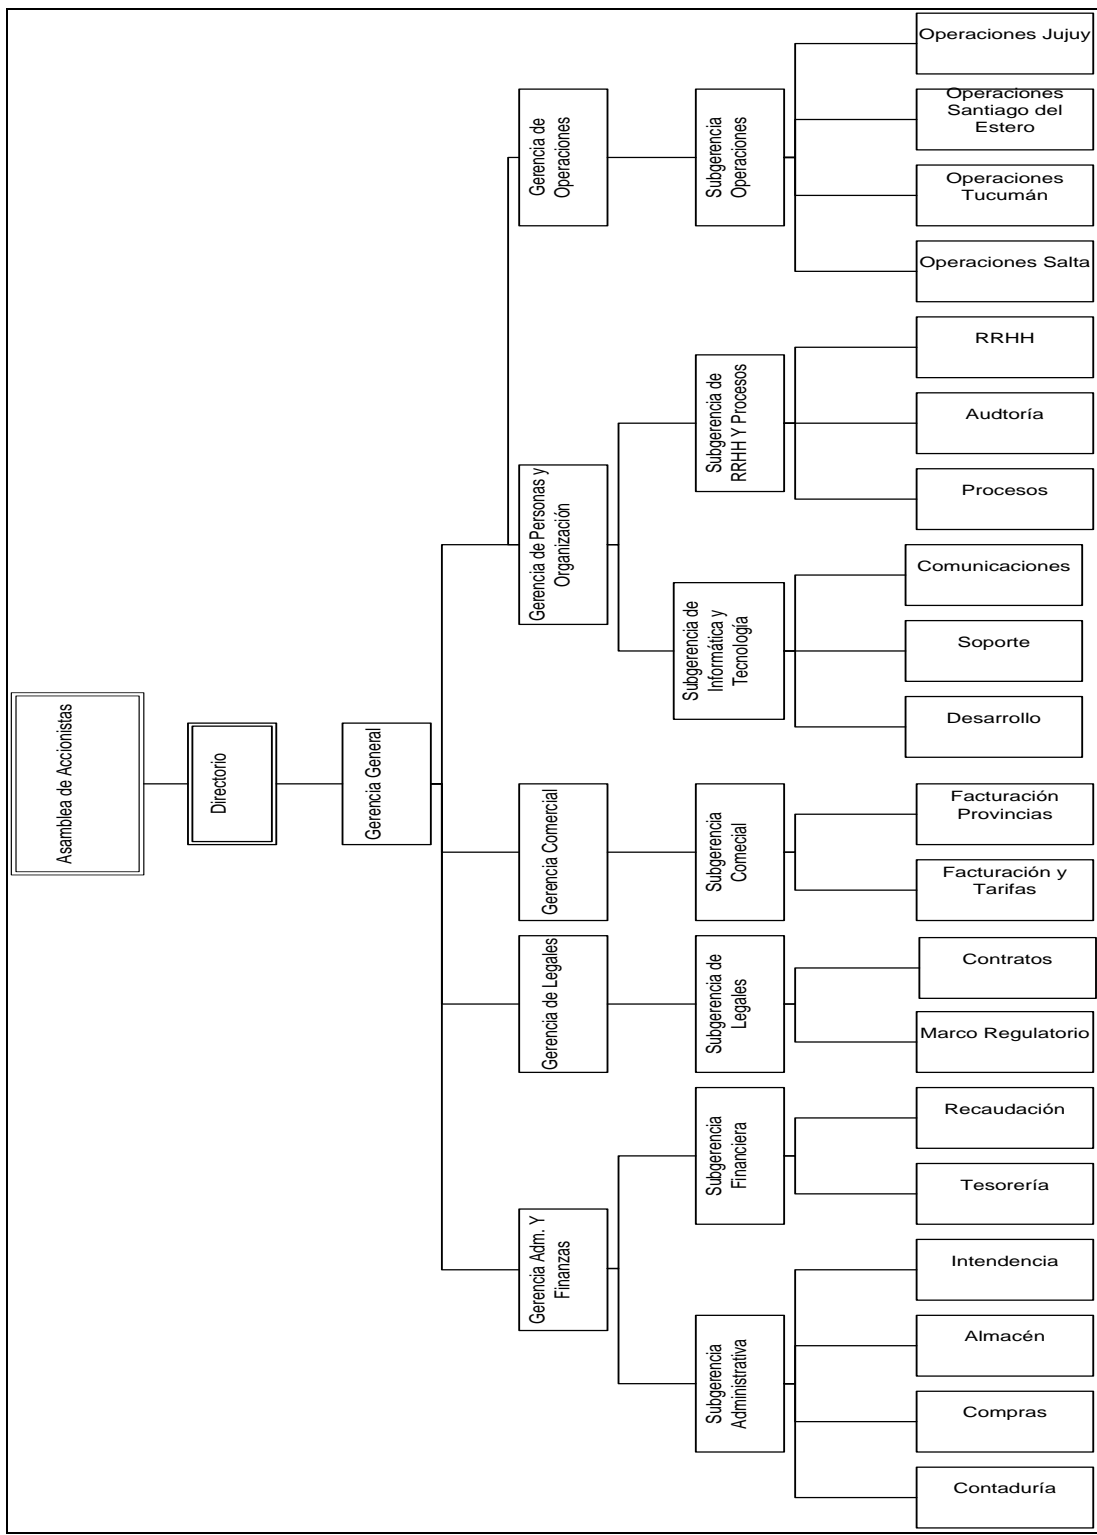 Asamblea de Accionistas
Directorio
Gerencia General
Gerencia de
Operaciones
Gerencia de Personas y
Organización
Gerencia Comercial
Gerencia de Legales
Gerencia Adm. Y
Finanzas
Subgerencia
Operaciones
Subgerencia de
RRHH Y Procesos
Subgerencia de
Informática y
Tecnología
Subgerencia
Comecial
Subgerencia de
Legales
Subgerencia
Financiera
Subgerencia
Administrativa
Operaciones Jujuy
Operaciones
Santiago del
Estero
Operaciones
Tucumán
Operaciones Salta
RRHH
Audtoría
Procesos
Comunicaciones
Soporte
Desarrollo
Facturación
Provincias
Facturación y
Tarifas
Contratos
Marco Regulatorio
Recaudación
Tesorería
Intendencia
Almacén
Compras
Contaduría